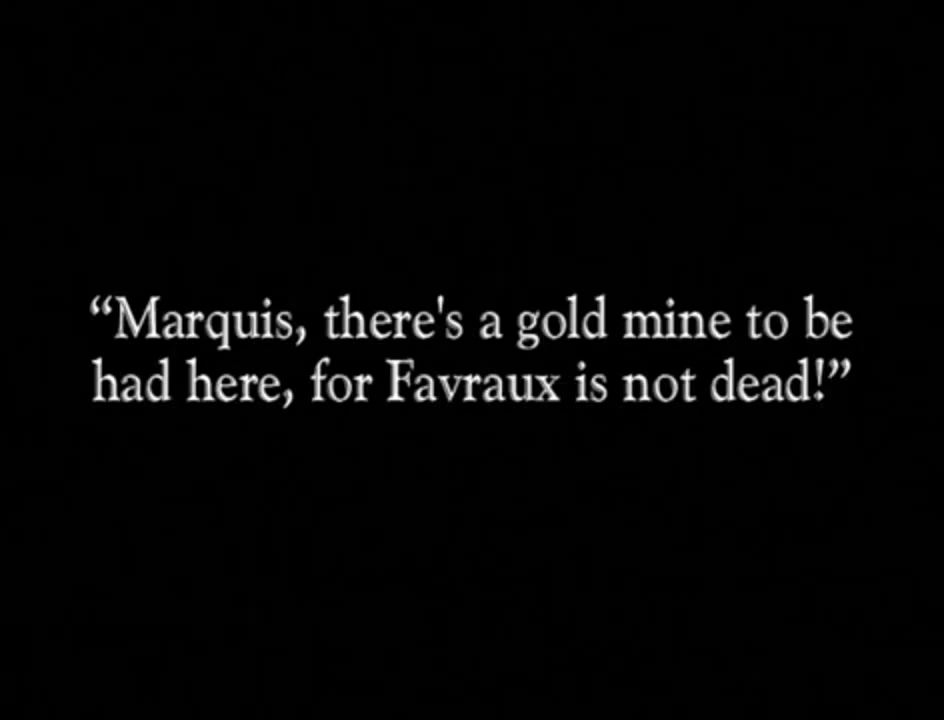 “Marquis, there's a gold mine to be
had here, for Favraux is not dead!”